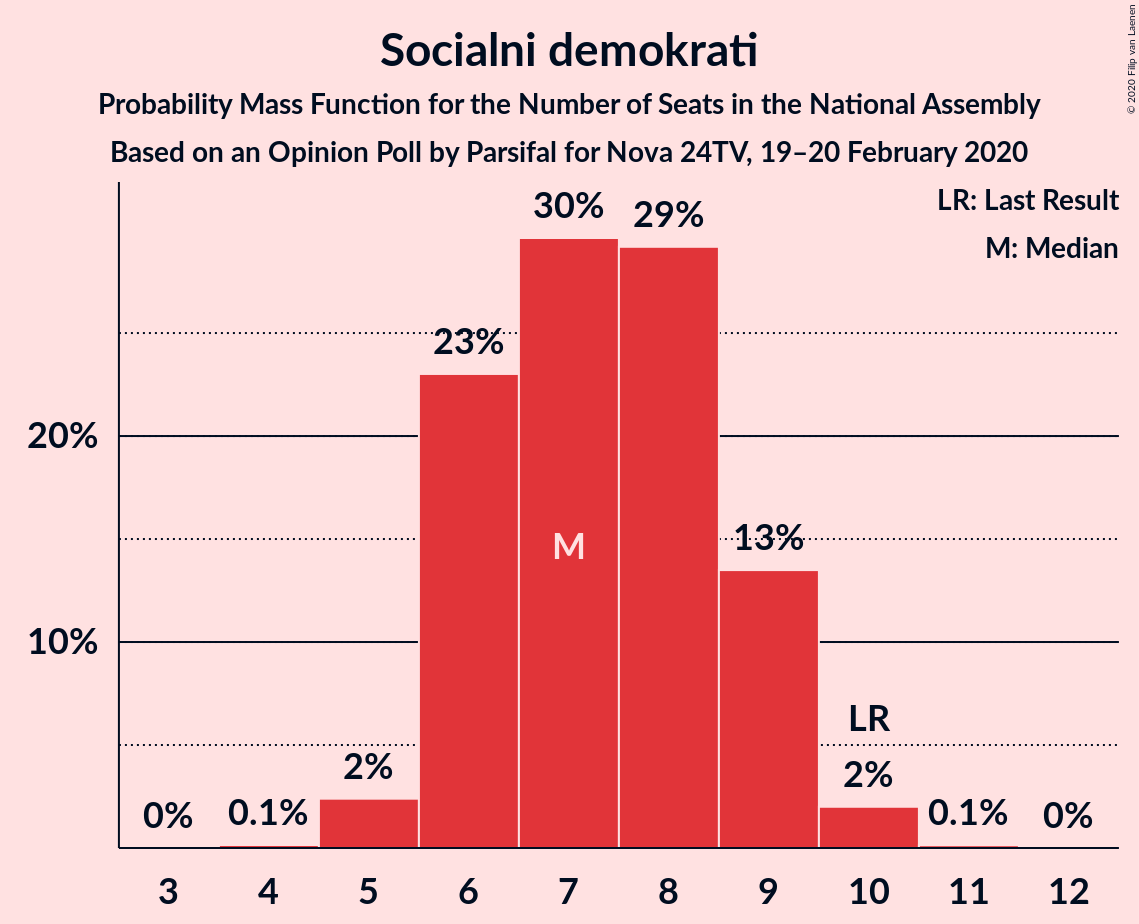 Socialni demokrati
Probability Mass Function for the Number of Seats in the National Assembly
Based on an Opinion Poll by Parsifal for Nova 24TV, 19–20 February 2020
© 2020 Filip van Laenen
LR: Last Result
M: Median
30%
29%
23%
20%
13%
M
10%
LR
2%
2%
0%
0.1%
0.1%
0%
3 4 5 6 7 8 9 10 11 12